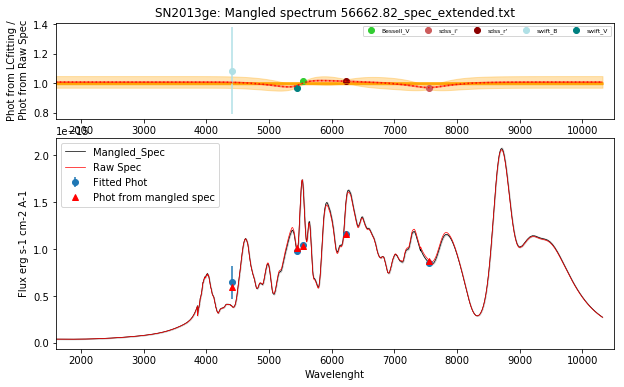 SN2013ge: Mangled spectrum 56662.82_spec_extended.txt
Phot from LCfitting /
Phot from Raw Spec
1.4
1.2
1.0
0.8
Bessell_V
sdss_i'
sdss_r'
swift_B
swift_V
2000 3000 4000 5000 6000 7000 8000 9000 10000
Flux erg s-1 cm-2 A-1
2.0
1.5
1.0
0.5
0.0
Mangled_Spec
Raw Spec
Fitted Phot
Phot from mangled spec
2000 3000 4000 5000 6000 7000 8000 9000 10000
Wavelenght